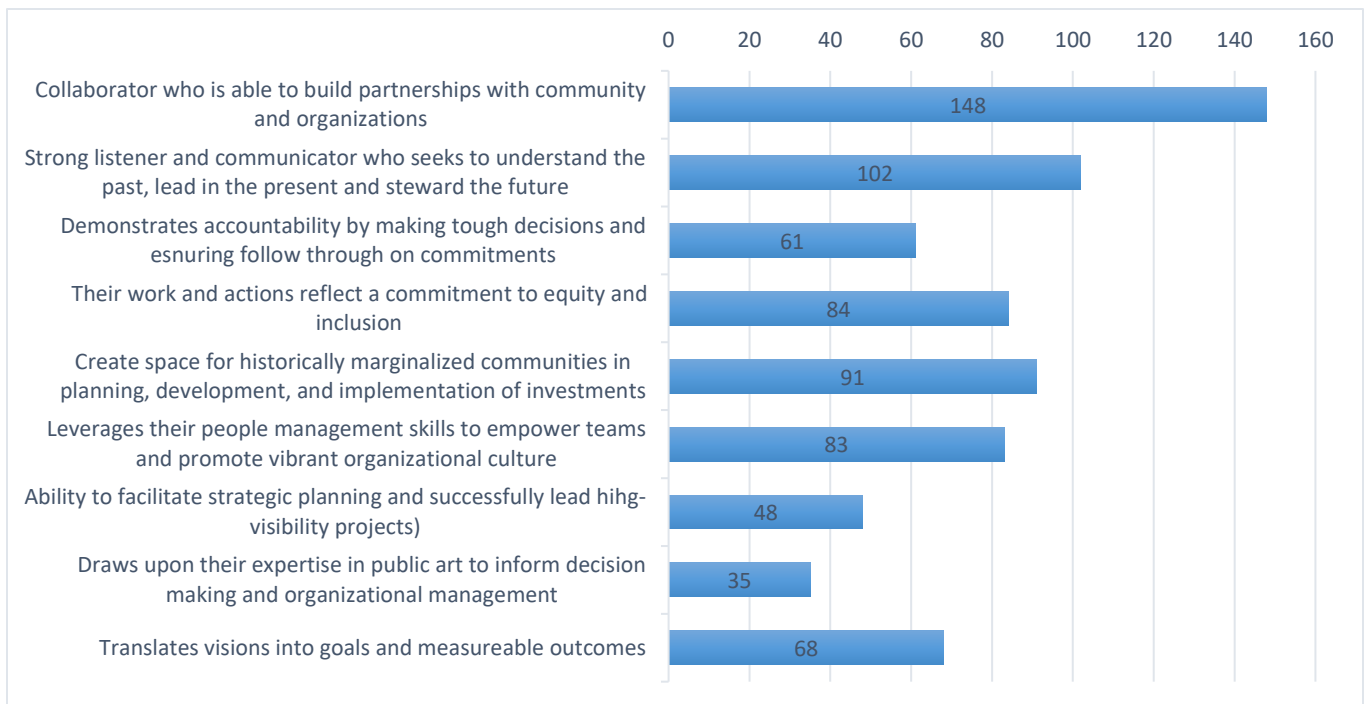 0 20 40 60 80 100 120 140 160
Collaborator who is able to build partnerships with community
and organizations
148
Strong listener and communicator who seeks to understand the
past, lead in the present and steward the future
102
Demonstrates accountability by making tough decisions and
esnuring follow through on commitments
61
Their work and actions reflect a commitment to equity and
inclusion
84
Create space for historically marginalized communities in
planning, development, and implementation of investments
91
Leverages their people management skills to empower teams
and promote vibrant organizational culture
83
Ability to facilitate strategic planning and successfully lead hihg-
visibility projects)
48
Draws upon their expertise in public art to inform decision
making and organizational management
35
Translates visions into goals and measureable outcomes
68